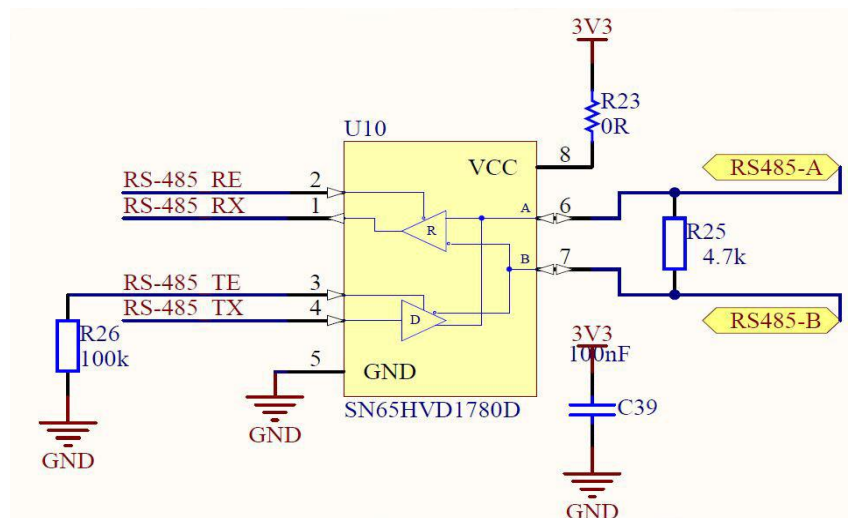 3V3
R23
0R
U10
VCC
8
RS-485 RE
2
RS-485 RX
1
R
A
6
B
7
RS485-A
R25
4.7k
RS485-B
RS-485 TE
3
RS-485 TX
4
D
R26
100k
5
GND
SN65HVD1780D
GND
GND
3V3
100nF
C39
GND